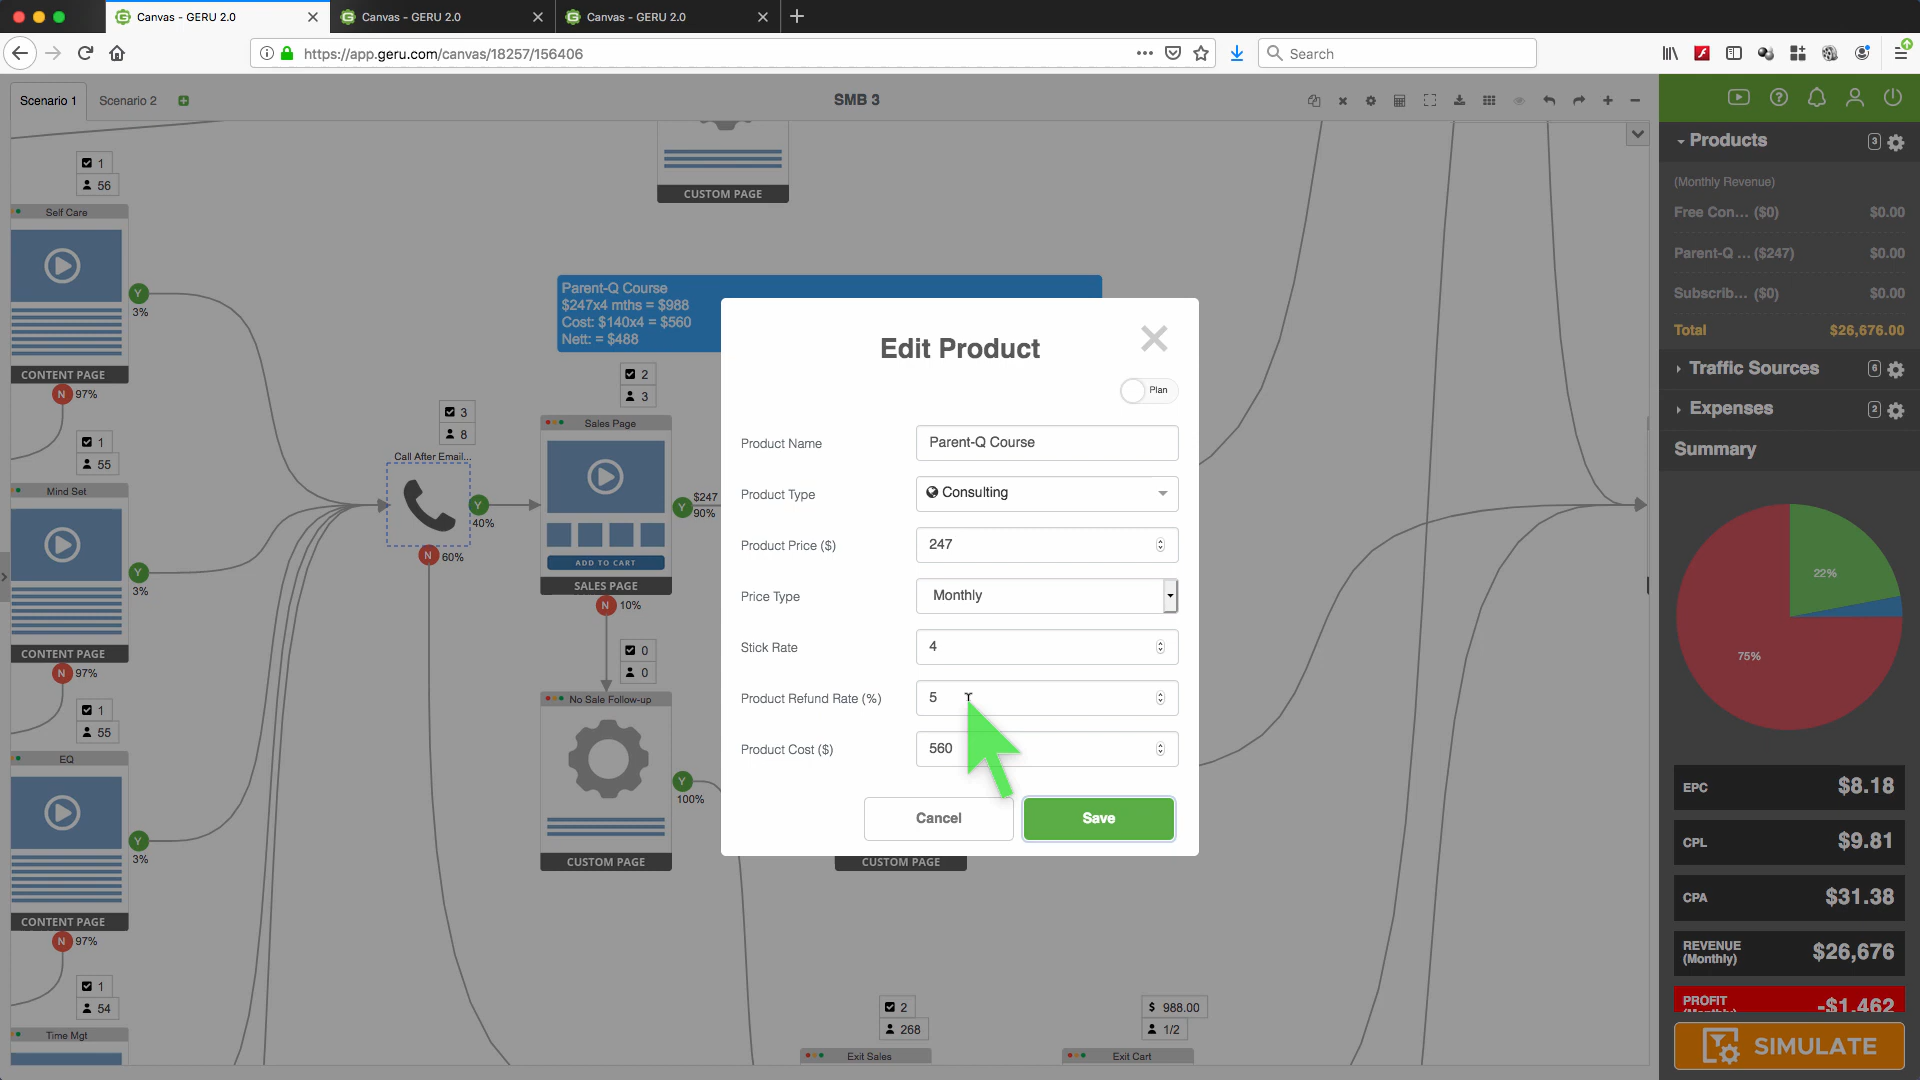 Canvas - GERU 2.0
Canvas - GERU 2.0
Canvas - GERU 2.0
https://app.geru.com/canvas/18257/156406
Search
Scenario 1
Scenario 2
SMB 3
1
56
Self Care
Y
3%
CONTENT PAGE
N
97%
1
55
Mind Set
Y
3%
CONTENT PAGE
N
97%
1
55
EQ
Y
3%
CONTENT PAGE
N
97%
1
54
Time Mgt
CUSTOM PAGE
Parent-Q Course
$247x4 mths = $988
Cost: $140x4 = $560
Nett: = $488
3
8
Call After Email...
Y
40%
N
60%
2
3
Sales Page
ADD TO CART
SALES PAGE
Y
$247
90%
N
10%
0
0
No Sale Follow-up
Y
100%
CUSTOM PAGE
CUSTOM PAGE
2
268
Exit Sales
$ 988.00
1/2
Exit Cart
Edit Product
Plan
Product Name
Parent-Q Course
Product Type
Consulting
Product Price ($)
247
Price Type
Monthly
Stick Rate
4
Product Refund Rate (%)
5
Product Cost ($)
560
Cancel
Save
Products
3
(Monthly Revenue)
Free Con... ($0)
$0.00
Parent-Q ... ($247)
$0.00
Subscrib... ($0)
$0.00
Total
$26,676.00
Traffic Sources
6
Expenses
2
Summary
22%
75%
EPC
$8.18
CPL
$9.81
CPA
$31.38
REVENUE
(Monthly)
$26,676
PROFIT
(Monthly)
-$1,462
SIMULATE